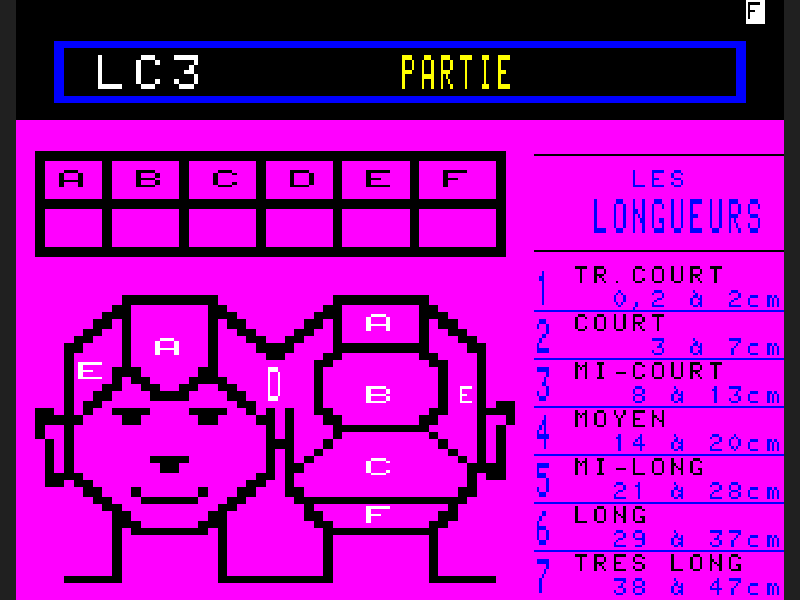 F
LC3 PARTIE
A B C D E F
LES
LONGUEURS
1 TR.COURT
0,2 à 2cm
2 COURT
3 à 7cm
3 MI-COURT
8 à 13cm
4 MOYEN
14 à 20cm
5 MI-LONG
21 à 28cm
6 LONG
29 à 37cm
7 TRES LONG
38 à 47cm
A
E
D
A
B
E
C
F